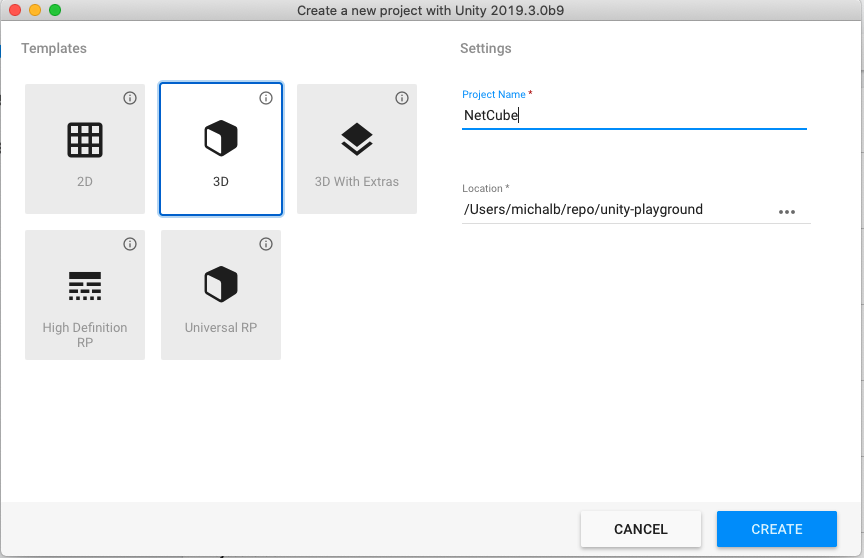 Create a new project with Unity 2019.3.0b9
Templates
Settings
2D
3D
3D With Extras
High Definition
RP
Universal RP
Project Name *
NetCube
Location *
/Users/michalb/repo/unity-playground
CANCEL
CREATE